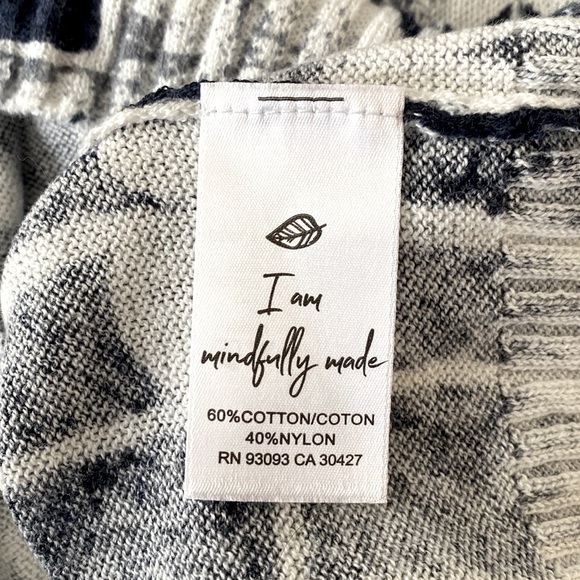 I am
mindfully made
60%COTTON/COTON
40%NYLON
RN 93093 CA 30427